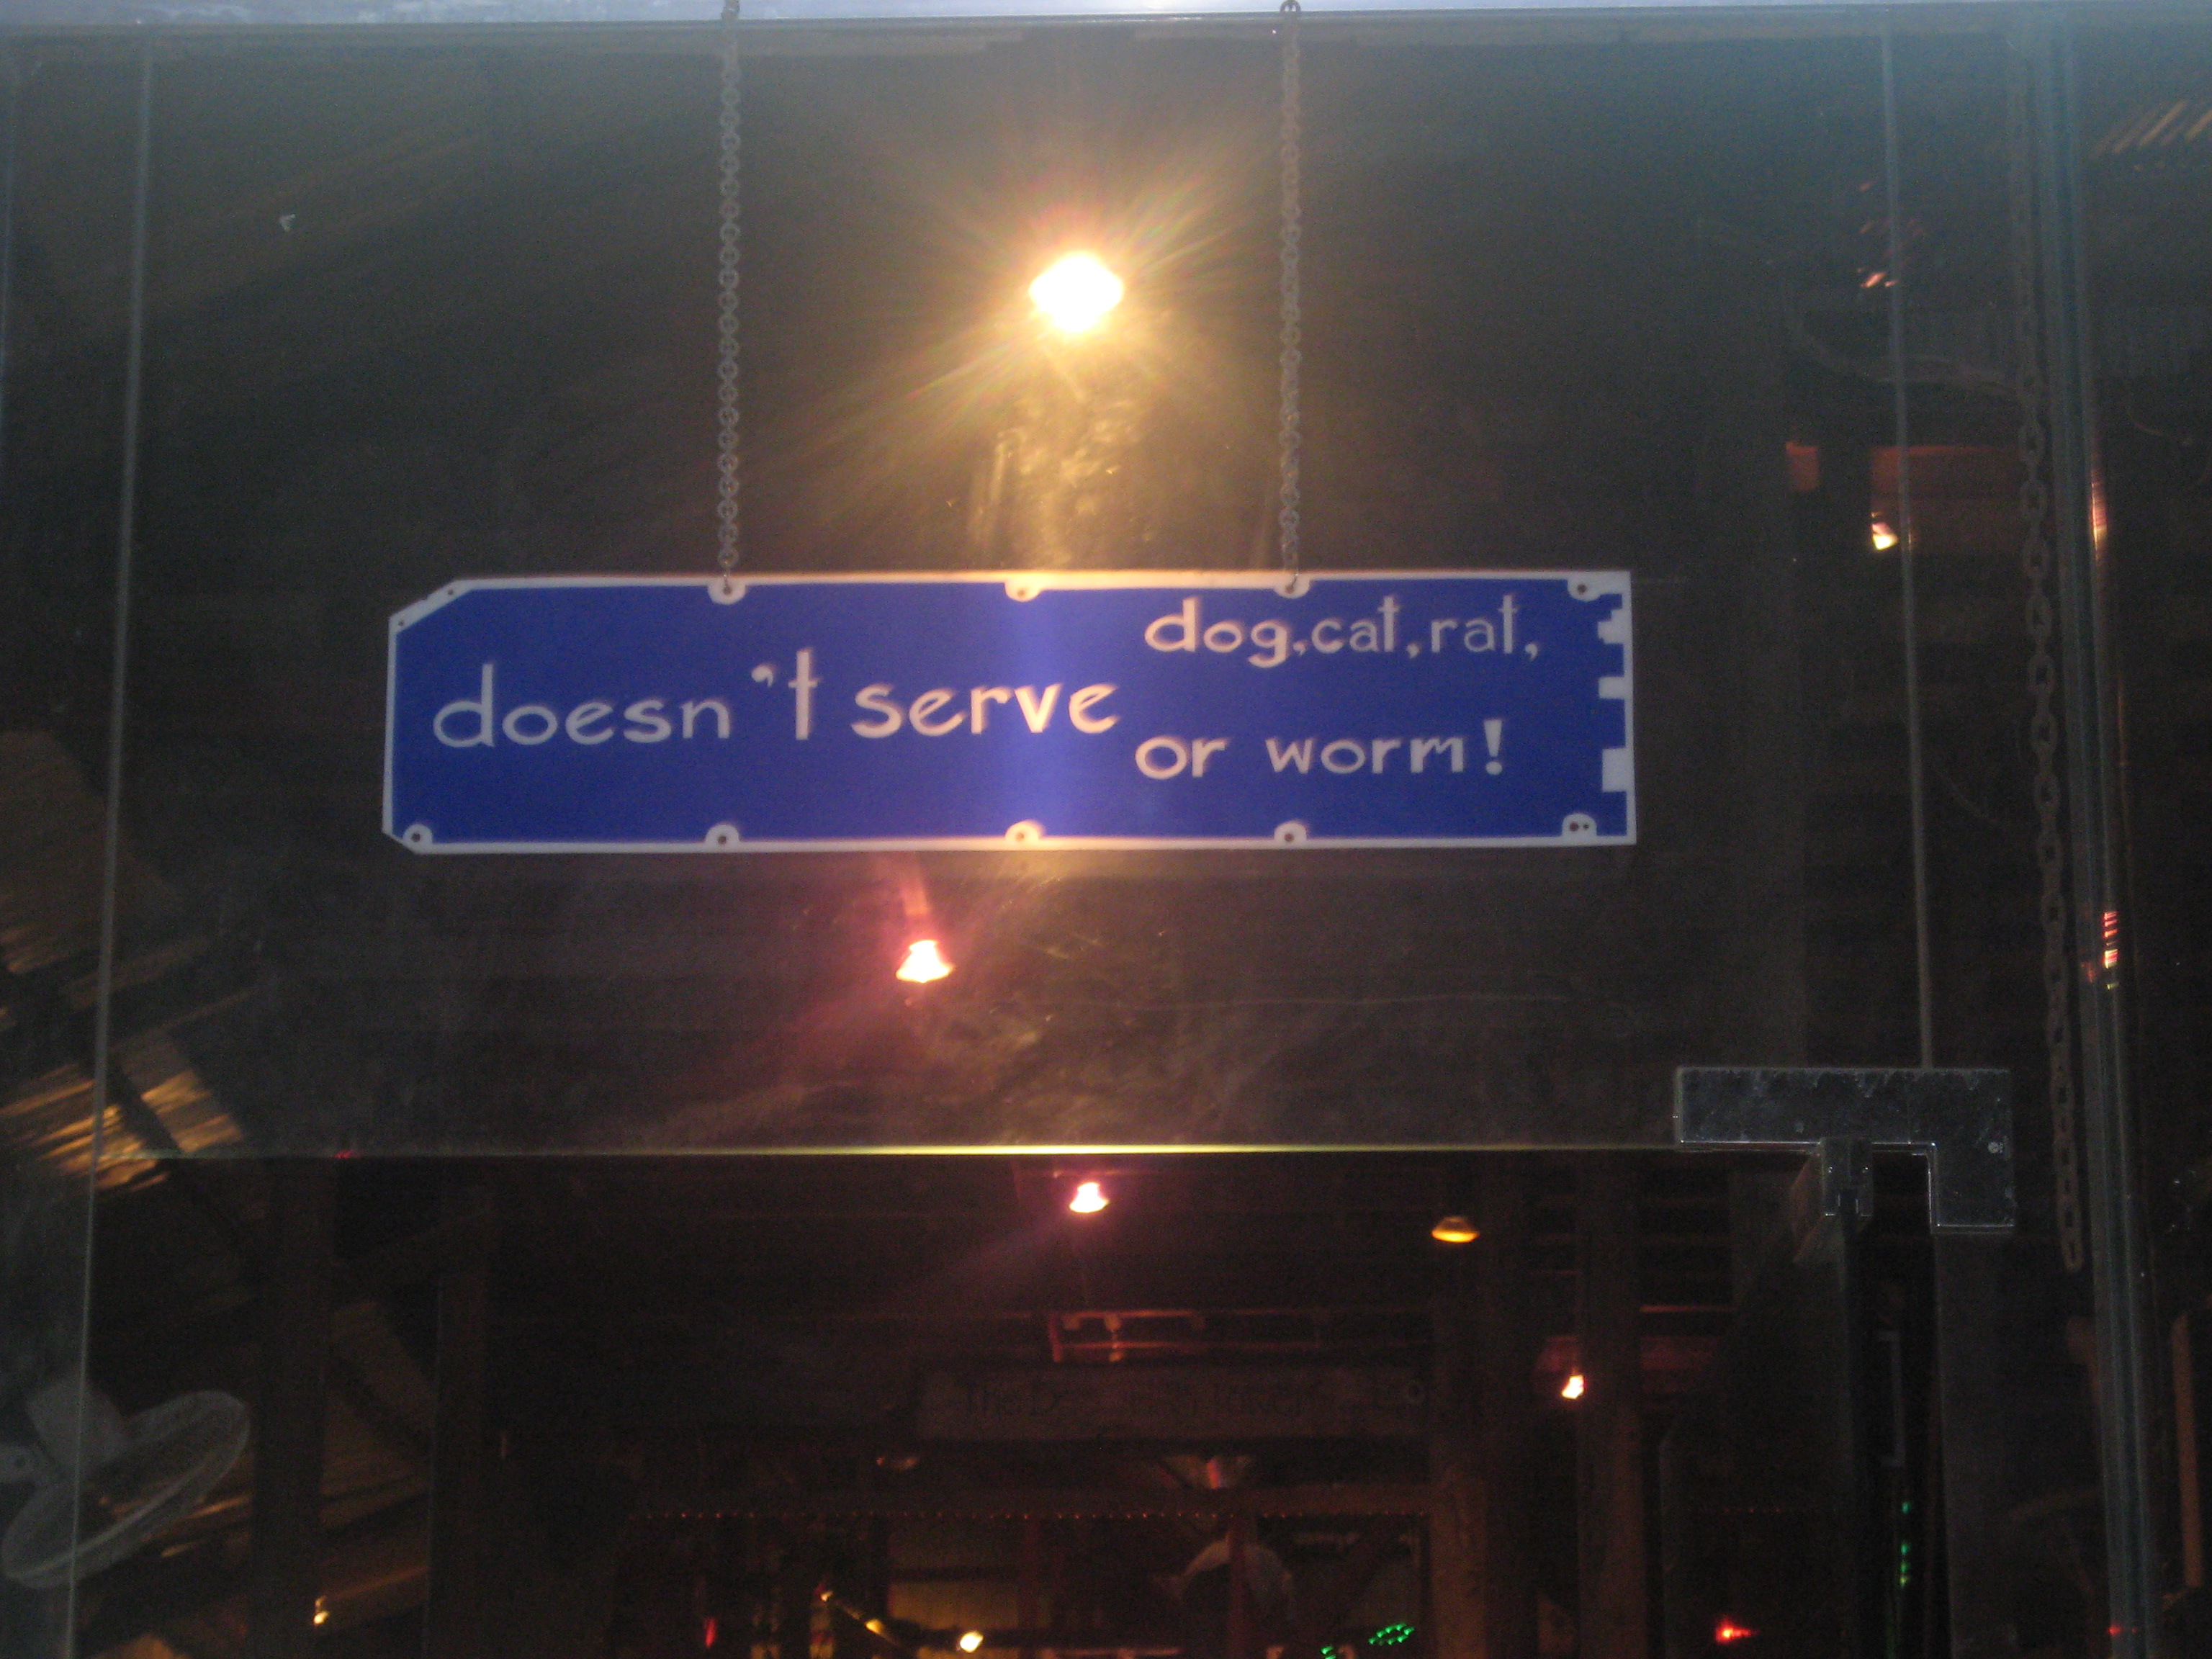 doesn't serve
dog,cat,rat,
or worm!